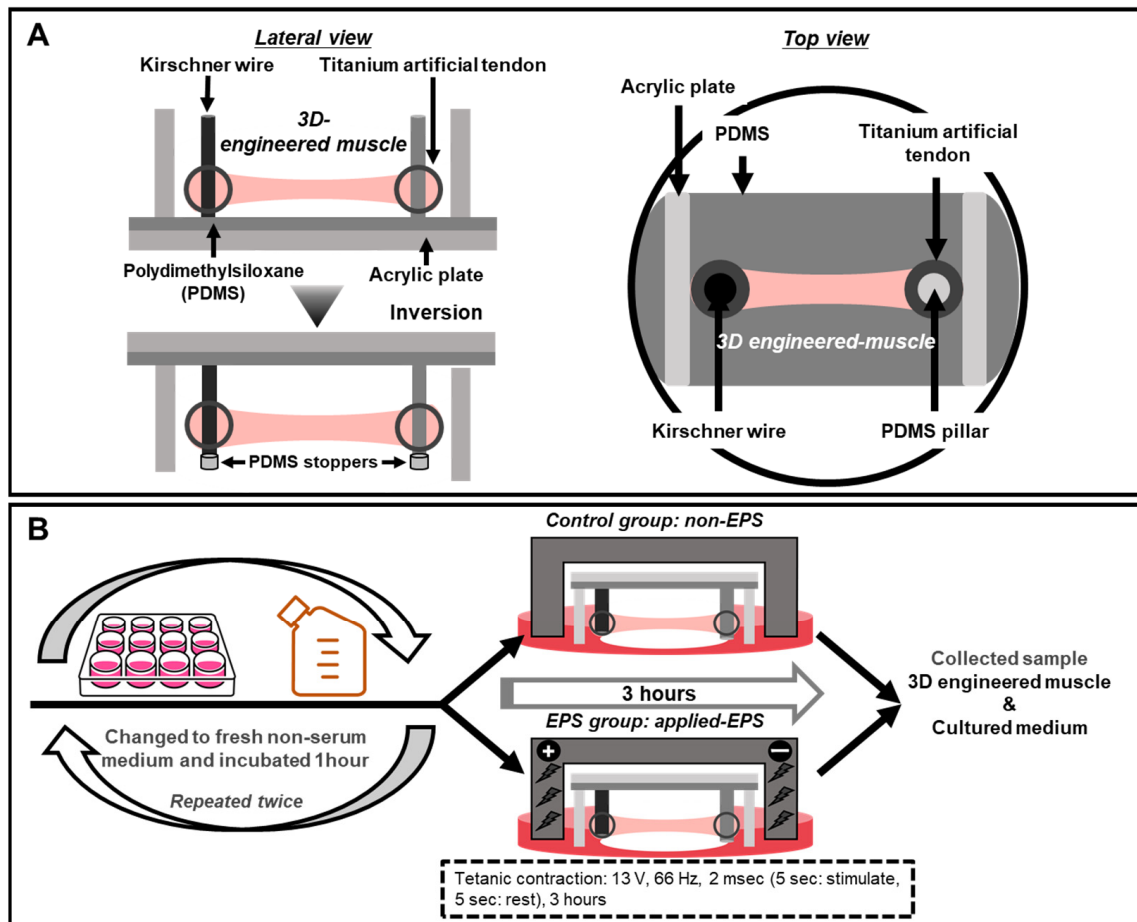 A
Lateral view
Kirschner wire
Titanium artificial tendon
3D-
engineered muscle
Polydimethylsiloxane
(PDMS)
Acrylic plate
Inversion
PDMS stoppers
Top view
Acrylic plate
PDMS
Titanium artificial
tendon
3D engineered-muscle
Kirschner wire
PDMS pillar
B
Changed to fresh non-serum
medium and incubated 1hour
Repeated twice
Control group: non-EPS
3 hours
EPS group: applied-EPS
+
−
Tetanic contraction: 13 V, 66 Hz, 2 msec (5 sec: stimulate,
5 sec: rest), 3 hours
Collected sample
3D engineered muscle
&
Cultured medium